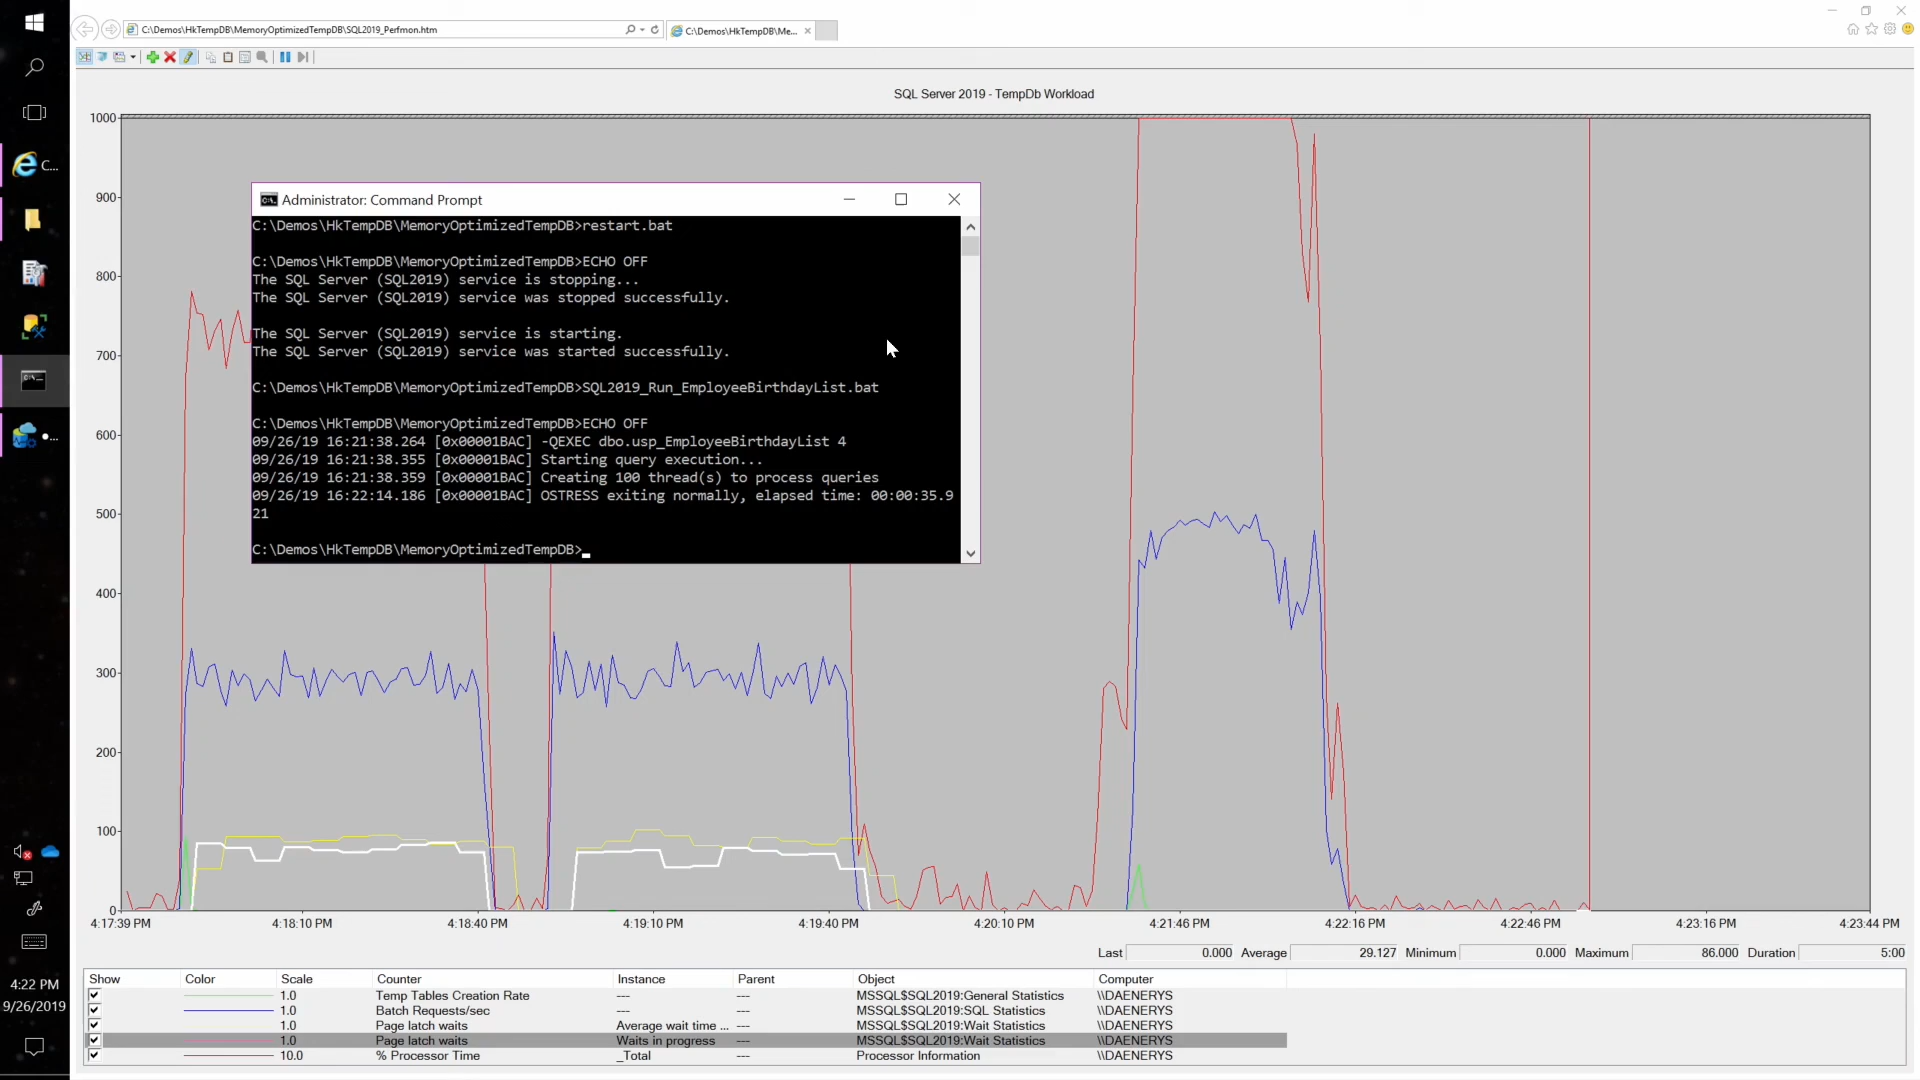 C:\Demos\HkTempDB\MemoryOptimizedTempDB\SQL2019_Perfmon.htm
C:\Demos\HkTempDB\Me...
SQL Server 2019 - TempDb Workload
C...
1000
900
800
700
600
500
400
300
200
100
0
Administrator: Command Prompt
C:\Demos\HkTempDB\MemoryOptimizedTempDB>restart.bat
C:\Demos\HkTempDB\MemoryOptimizedTempDB>ECHO OFF
The SQL Server (SQL2019) service is stopping...
The SQL Server (SQL2019) service was stopped successfully.
The SQL Server (SQL2019) service is starting.
The SQL Server (SQL2019) service was started successfully.
C:\Demos\HkTempDB\MemoryOptimizedTempDB>SQL2019_Run_EmployeeBirthdayList.bat
C:\Demos\HkTempDB\MemoryOptimizedTempDB>ECHO OFF
09/26/19 16:21:38.264 [0x00001BAC] -QEXEC dbo.usp_EmployeeBirthdayList 4
09/26/19 16:21:38.355 [0x00001BAC] Starting query execution...
09/26/19 16:21:38.359 [0x00001BAC] Creating 100 thread(s) to process queries
09/26/19 16:22:14.186 [0x00001BAC] OSTRESS exiting normally, elapsed time: 00:00:35.9
21
C:\Demos\HkTempDB\MemoryOptimizedTempDB>_
4:17:39 PM 4:18:10 PM 4:18:40 PM 4:19:10 PM 4:19:40 PM 4:20:10 PM 4:21:46 PM 4:22:16 PM 4:22:46 PM 4:23:16 PM 4:23:44 PM
Last 0.000 Average 29.127 Minimum 0.000 Maximum 86.000 Duration 5:00
Show Color Scale Counter Instance Parent Object Computer
1.0 Temp Tables Creation Rate --- --- MSSQL$SQL2019:General Statistics \\DAENERYS
1.0 Batch Requests/sec --- --- MSSQL$SQL2019:SQL Statistics \\DAENERYS
1.0 Page latch waits Average wait time ... --- MSSQL$SQL2019:Wait Statistics \\DAENERYS
1.0 Page latch waits Waits in progress --- MSSQL$SQL2019:Wait Statistics \\DAENERYS
10.0 % Processor Time _Total --- Processor Information \\DAENERYS
4:22 PM
9/26/2019